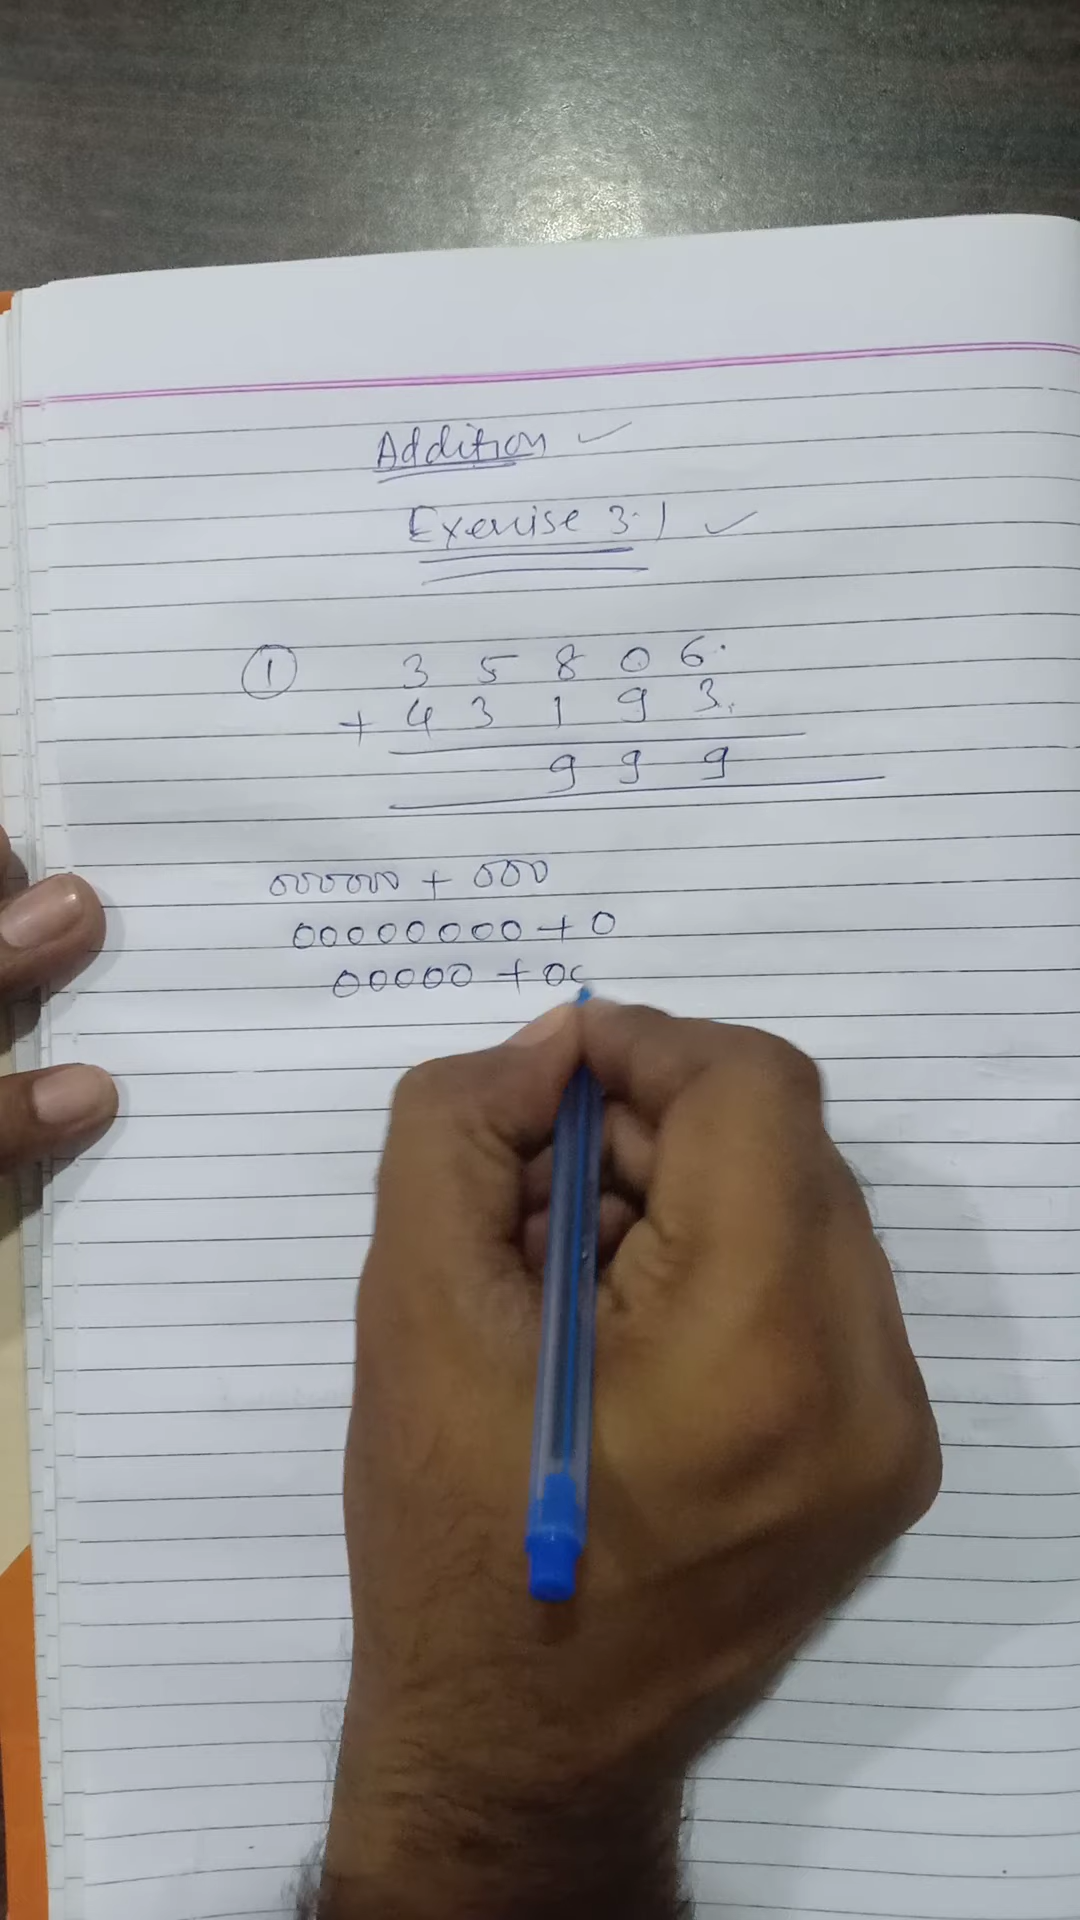 Addition ✓
Exercise 3.1 ✓
① 3 5 8 0 6.
+ 4 3 1 9 3.
9 9 9
000000 + 000
00000000 + 0
00000 + 0